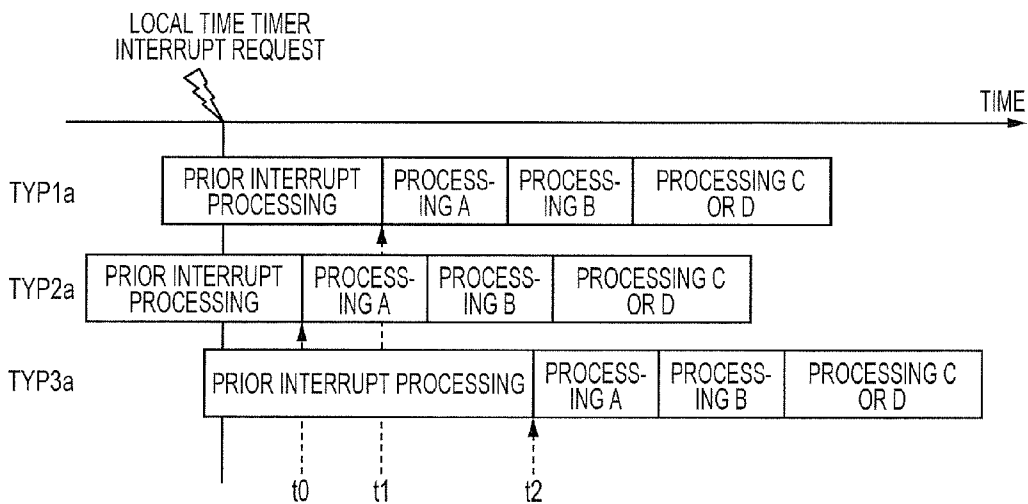 LOCAL TIME TIMER
INTERRUPT REQUEST
TIME
TYP1a
PRIOR INTERRUPT
PROCESSING
PROCESS-
ING A
PROCESS-
ING B
PROCESSING C
OR D
TYP2a
PRIOR INTERRUPT
PROCESSING
PROCESS-
ING A
PROCESS-
ING B
PROCESSING C
OR D
TYP3a
PRIOR INTERRUPT PROCESSING
PROCESS-
ING A
PROCESS-
ING B
PROCESSING C
OR D
t0
t1
t2